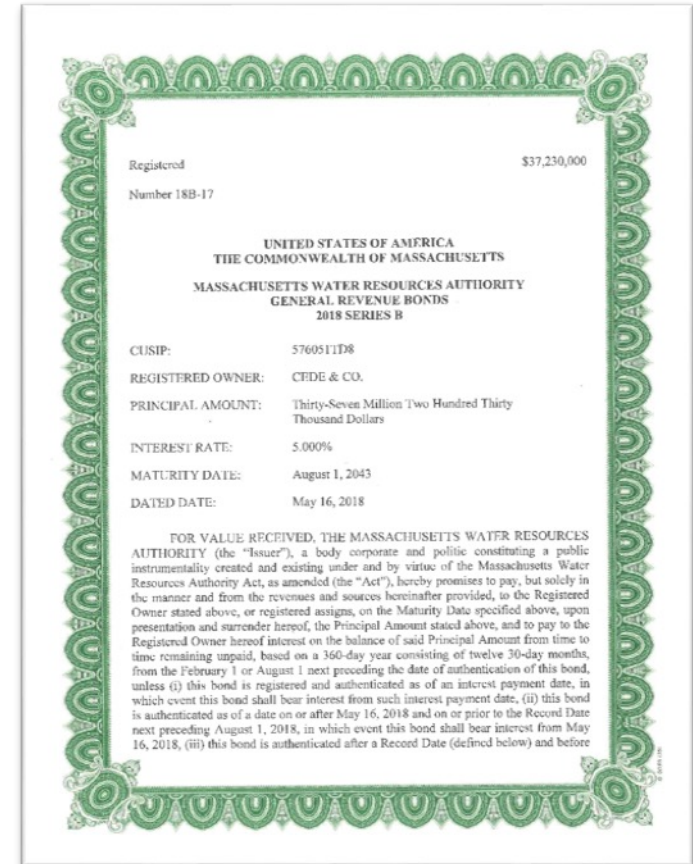 Registered
$37,230,000
Number 18B-17
UNITED STATES OF AMERICA
THE COMMONWEALTH OF MASSACHUSETTS
MASSACHUSETTS WATER RESOURCES AUTHORITY
GENERAL REVENUE BONDS
2018 SERIES B
CUSIP: 576051TD8
REGISTERED OWNER: CEDE & CO.
PRINCIPAL AMOUNT: Thirty-Seven Million Two Hundred Thirty
Thousand Dollars
INTEREST RATE: 5.000%
MATURITY DATE: August 1, 2043
DATED DATE: May 16, 2018
FOR VALUE RECEIVED, THE MASSACHUSETTS WATER RESOURCES
AUTHORITY (the “Issuer”), a body corporate and politic constituting a public
instrumentality created and existing under and by virtue of the Massachusetts Water
Resources Authority Act, as amended (the “Act”), hereby promises to pay, but solely in
the manner and from the revenues and sources hereinafter provided, to the Registered
Owner stated above, or registered assigns, on the Maturity Date specified above, upon
presentation and surrender hereof, the Principal Amount stated above, and to pay to the
Registered Owner hereof interest on the balance of said Principal Amount from time to
time remaining unpaid, based on a 360-day year consisting of twelve 30-day months,
from the February 1 or August 1 next preceding the date of authentication of this bond,
unless (i) this bond is registered and authenticated as of an interest payment date, in
which event this bond shall bear interest from such interest payment date, (ii) this bond
is authenticated as of a date on or after May 16, 2018 and on or prior to the Record Date
next preceding August 1, 2018, in which event this bond shall bear interest from May
16, 2018, (iii) this bond is authenticated after a Record Date (defined below) and before